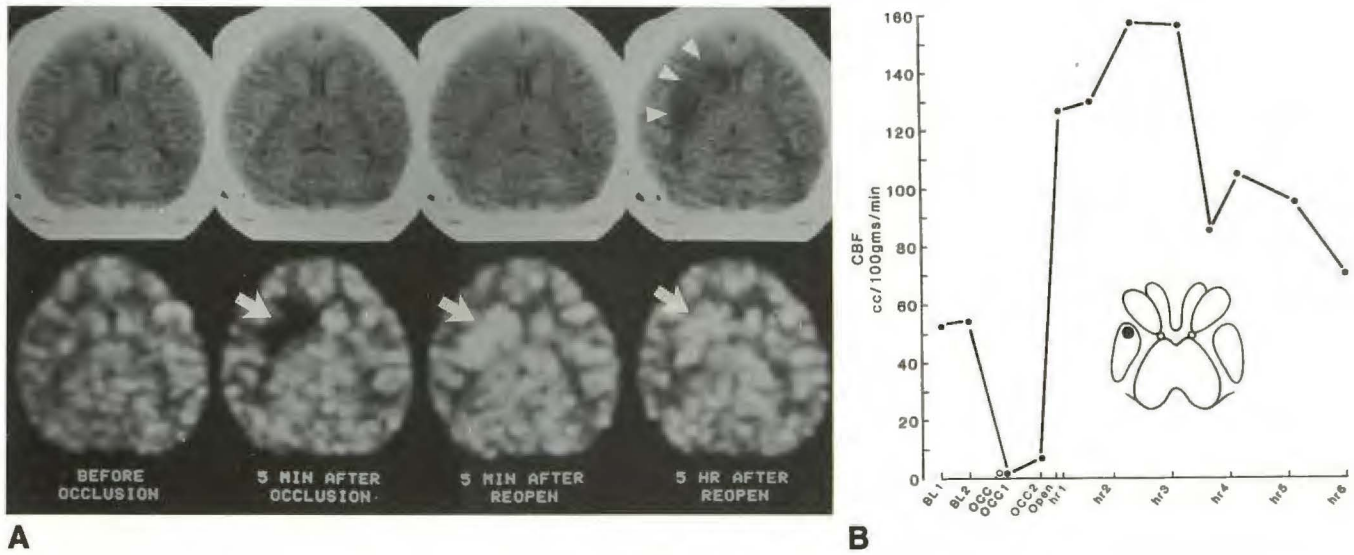 BEFORE
OCCLUSION
5 MIN AFTER
OCCLUSION
5 MIN AFTER
REOPEN
5 HR AFTER
REOPEN
A
160
140
120
100
80
60
40
20
0
CBF
cc/100gms/min
BL1
BL2
OCC
OCC1
OCC2
Open
hr1
hr2
hr3
hr4
hr5
hr6
B